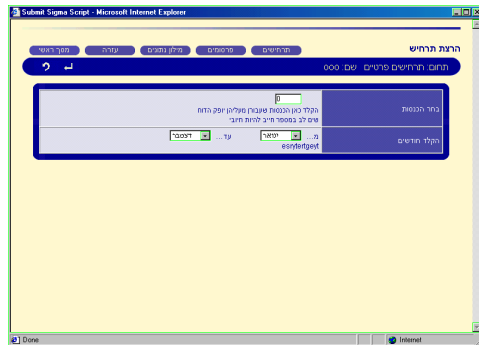 Submit Sigma Script - Microsoft Internet Explorer
הרצת תרחיש
תרחישים פרסומים מילון נתונים עזרה מסך ראשי
תחום: תרחישים פרטיים שם: 000
בחר הכנסות
0
הקלד כאן הכנסות שעבורן מעליהן יופק הדוח
שים לב במספר חייב להיות חיובי
הקלד חודשים
מ... ינואר עד... דצמבר
esrytertgeyt
Done Internet